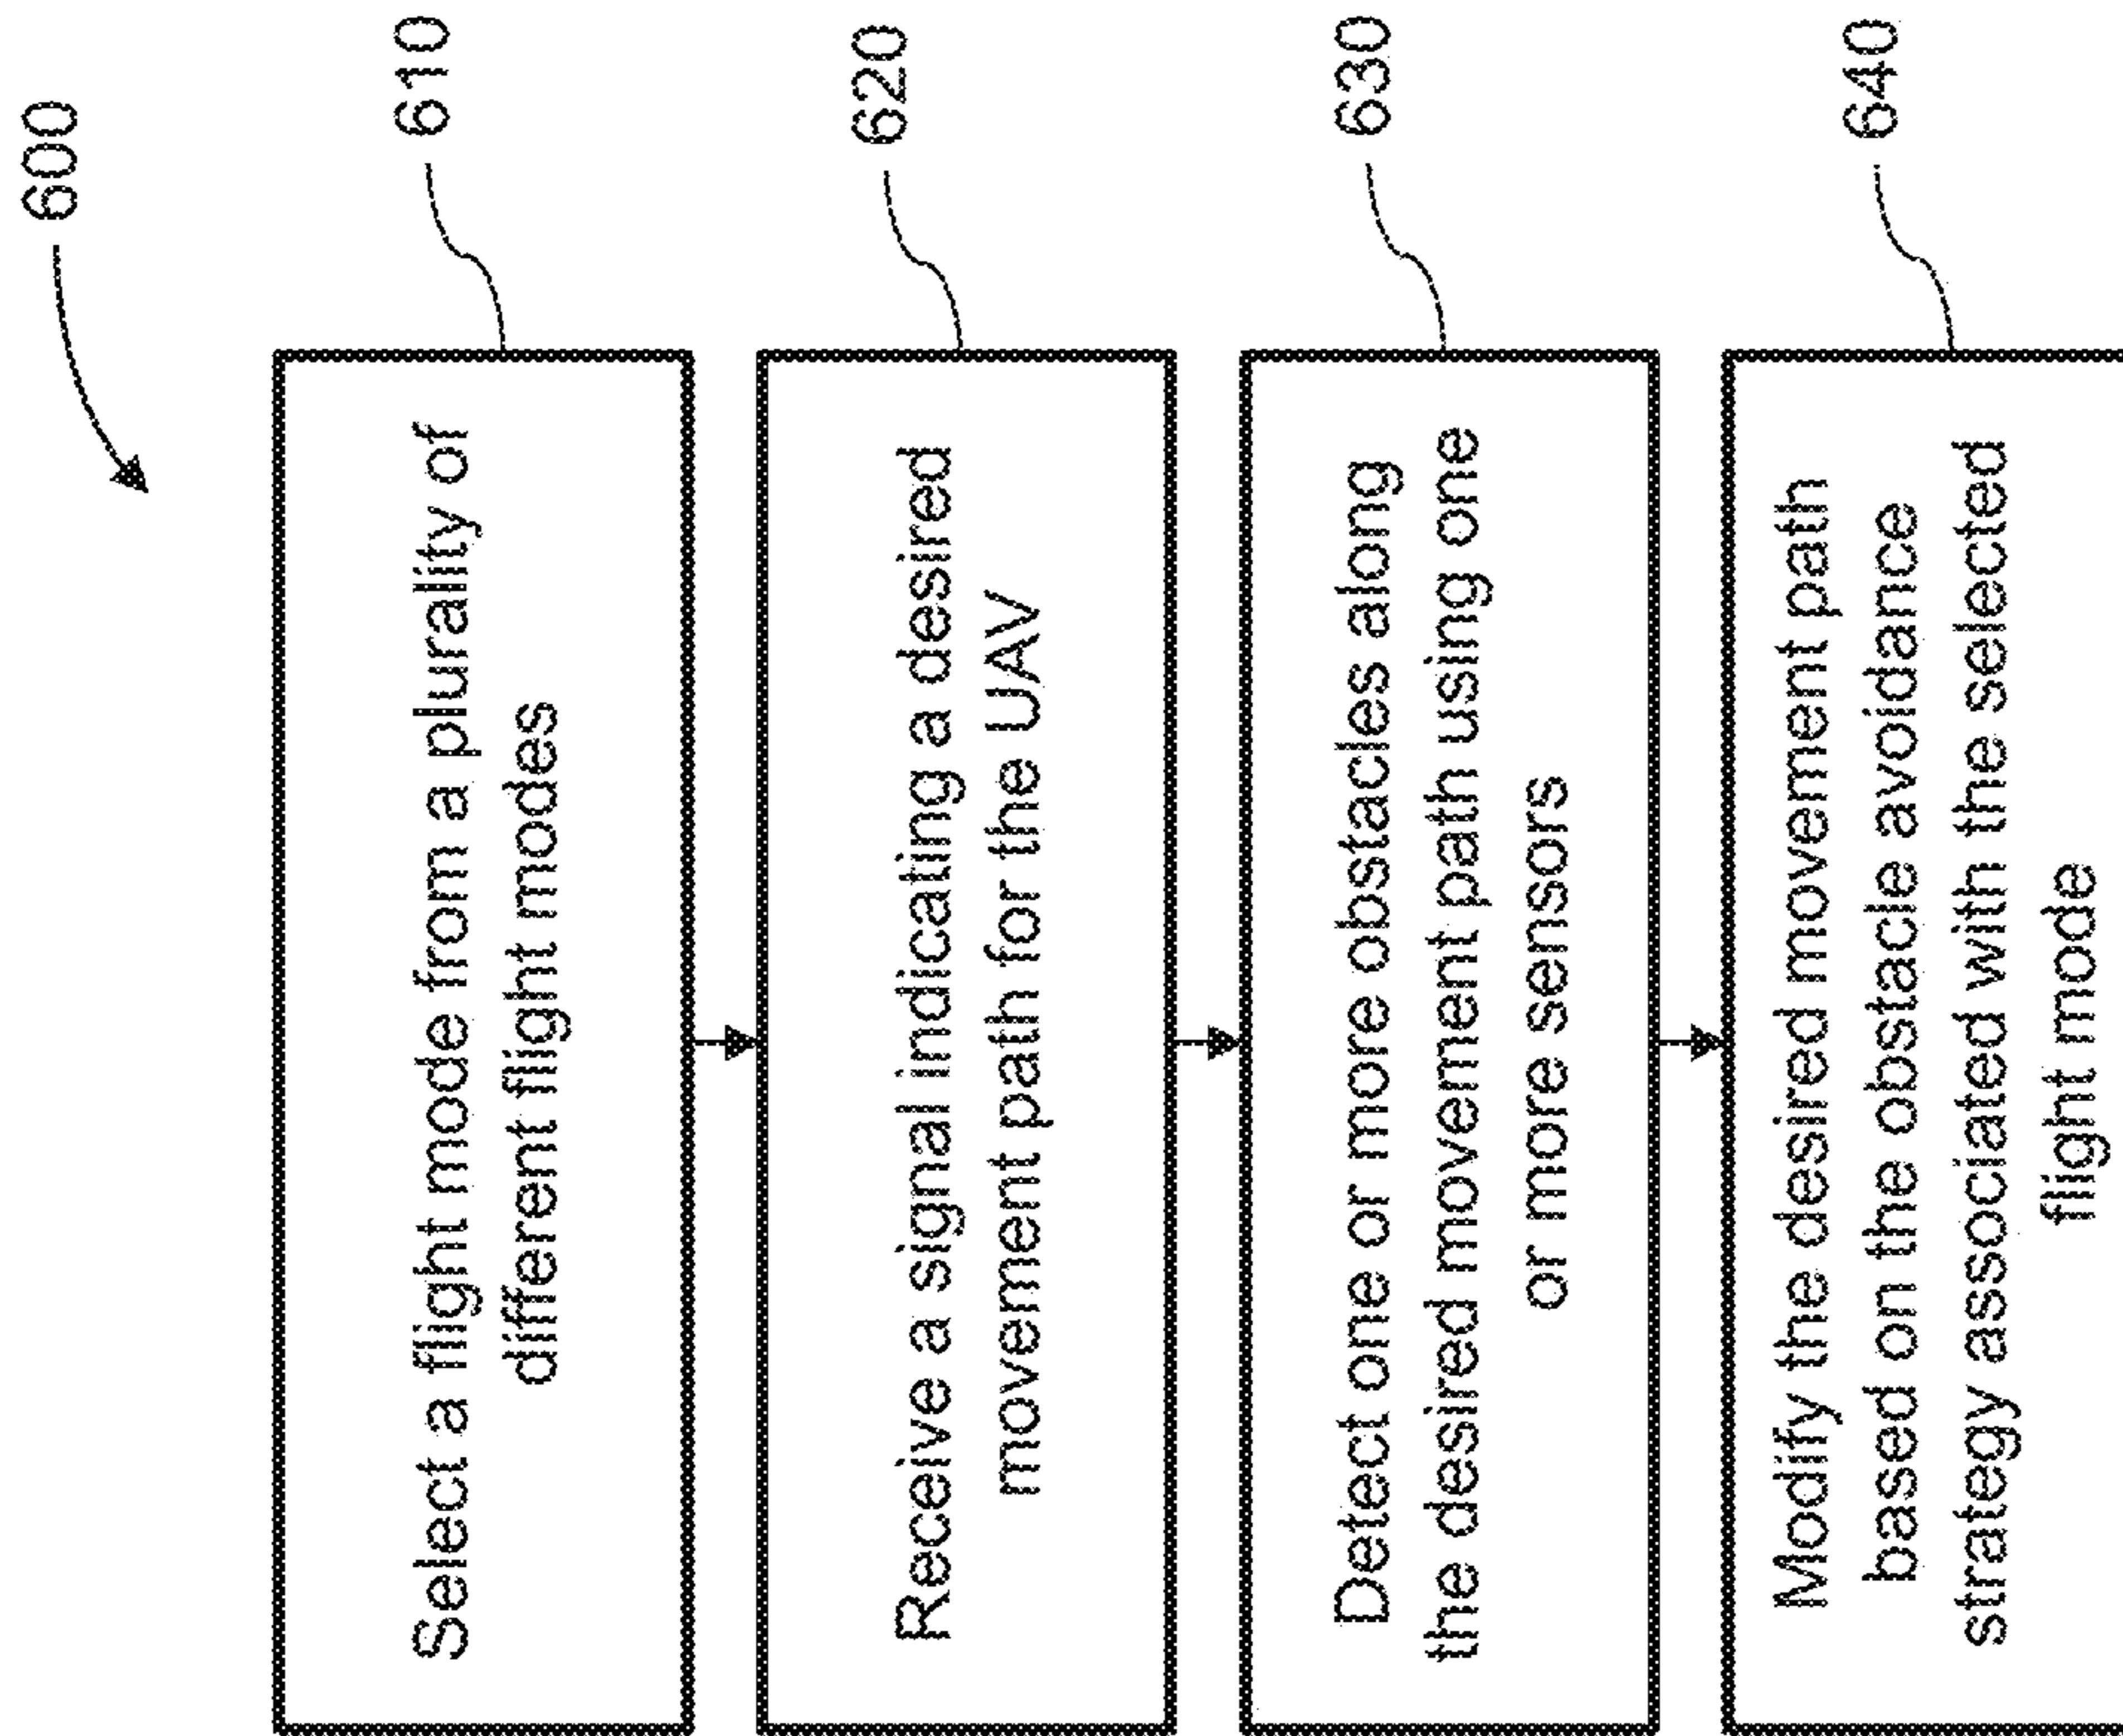 600
Select a flight mode from a plurality of
different flight modes
610
Receive a signal indicating a desired
movement path for the UAV
620
Detect one or more obstacles along
the desired movement path using one
or more sensors
630
Modify the desired movement path
based on the obstacle avoidance
strategy associated with the selected
flight mode
640